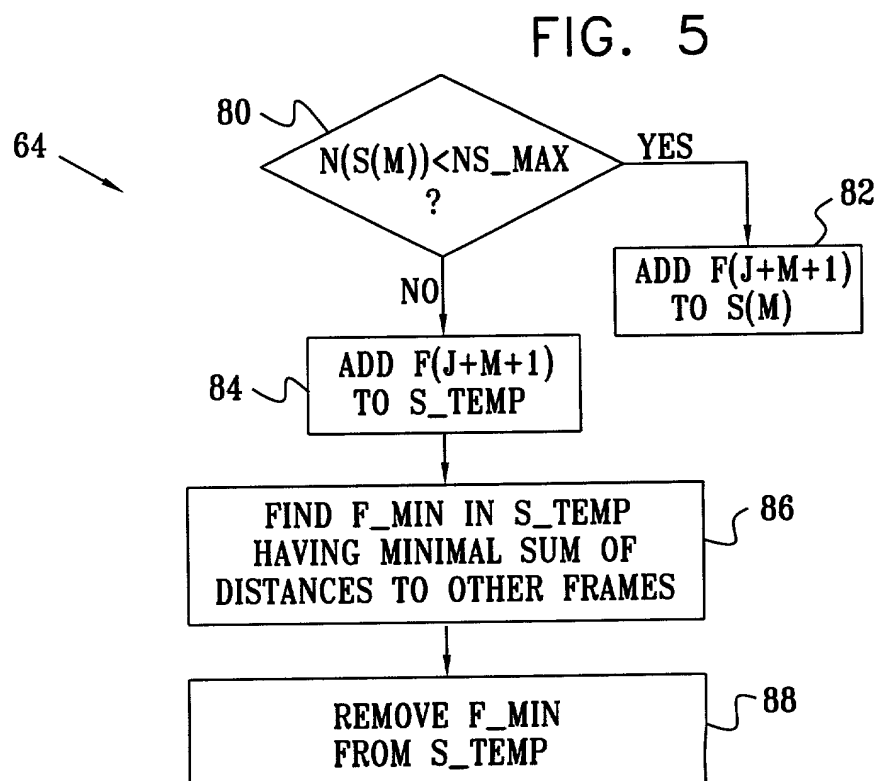 FIG. 5
80
64
N(S(M))<NS_MAX
?
YES
82
ADD F(J+M+1)
TO S(M)
NO
84
ADD F(J+M+1)
TO S_TEMP
FIND F_MIN IN S_TEMP
HAVING MINIMAL SUM OF
DISTANCES TO OTHER FRAMES
86
REMOVE F_MIN
FROM S_TEMP
88